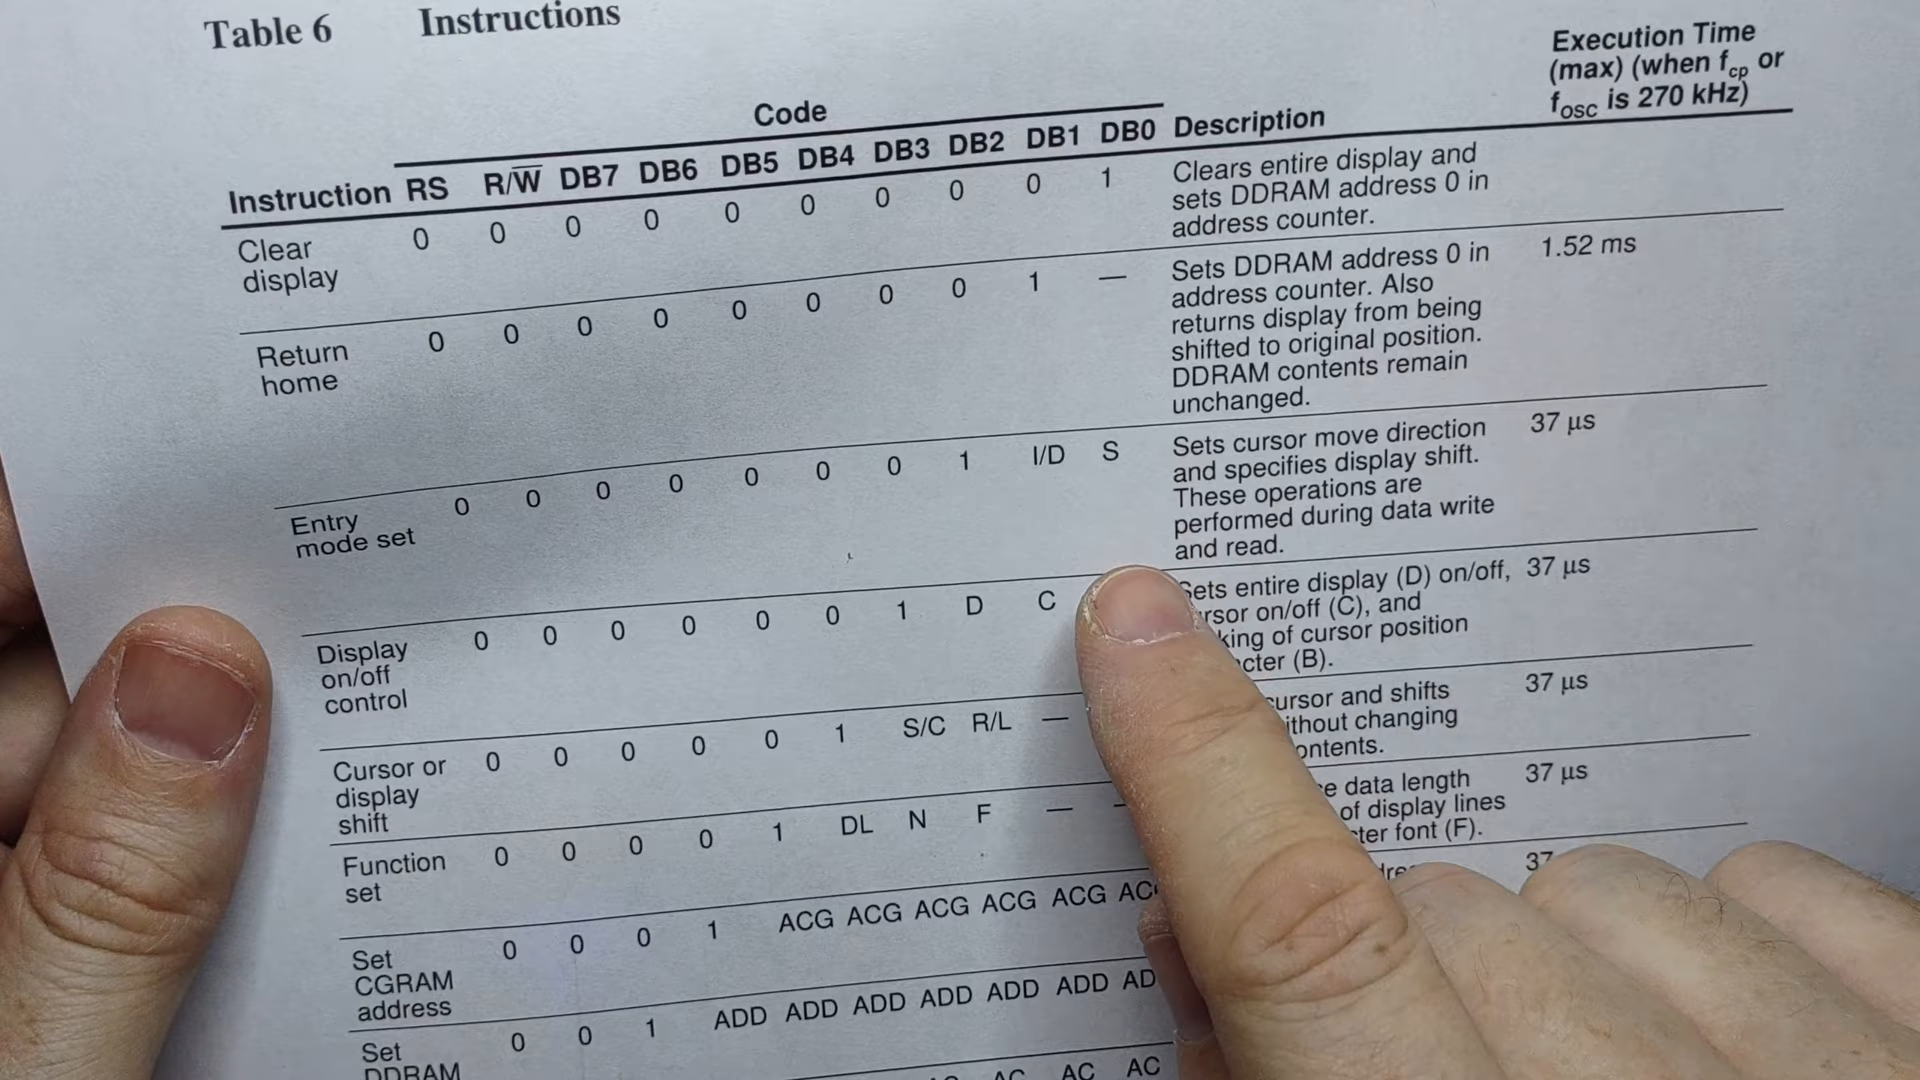 Table 6 Instructions
Execution Time
(max) (when fcp or
fosc is 270 kHz)
Code
Instruction RS R/W̅ DB7 DB6 DB5 DB4 DB3 DB2 DB1 DB0 Description
Clear display 0 0 0 0 0 0 0 0 0 1
Clears entire display and
sets DDRAM address 0 in
address counter.
Return home 0 0 0 0 0 0 0 0 1 —
Sets DDRAM address 0 in 1.52 ms
address counter. Also
returns display from being
shifted to original position.
DDRAM contents remain
unchanged.
Entry mode set 0 0 0 0 0 0 0 1 I/D S
Sets cursor move direction 37 μs
and specifies display shift.
These operations are
performed during data write
and read.
Display on/off control 0 0 0 0 0 0 1 D C
Sets entire display (D) on/off, 37 μs
on/off (C), and
of cursor position
(B).
Cursor or display shift 0 0 0 0 0 1 S/C R/L —
and shifts 37 μs
changing
Function set 0 0 0 0 1 DL N F — —
data length 37 μs
of display lines
font (F).
Set CGRAM address 0 0 0 1 ACG ACG ACG ACG ACG
37
Set DDRAM 0 0 1 ADD ADD ADD ADD ADD ADD
AC AC